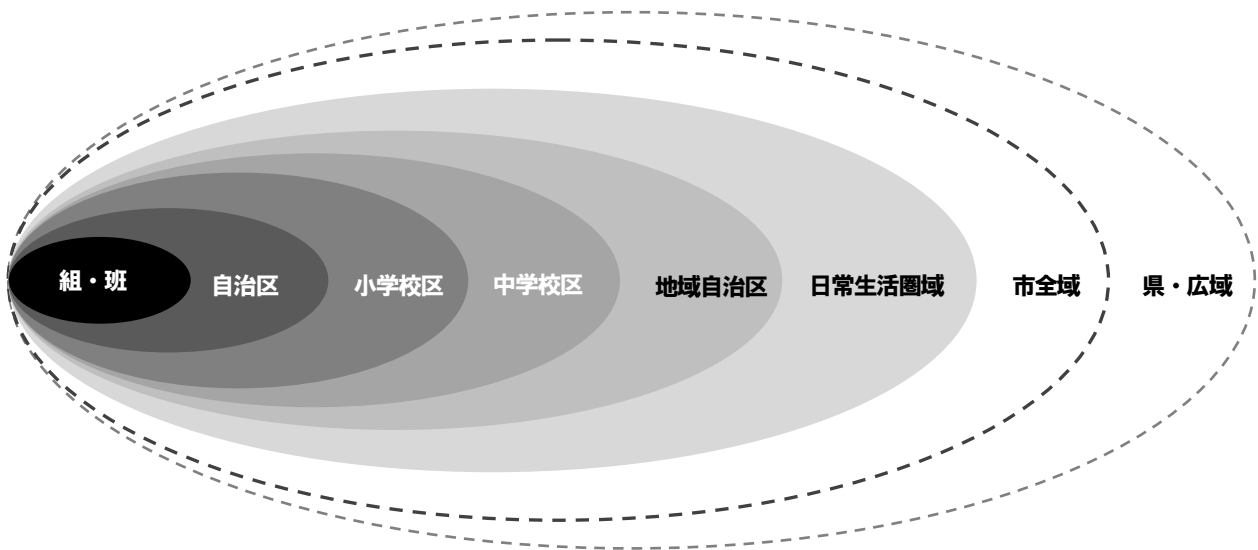 組・班
自治区
小学校区
中学校区
地域自治区
日常生活圏域
市全域
県・広域